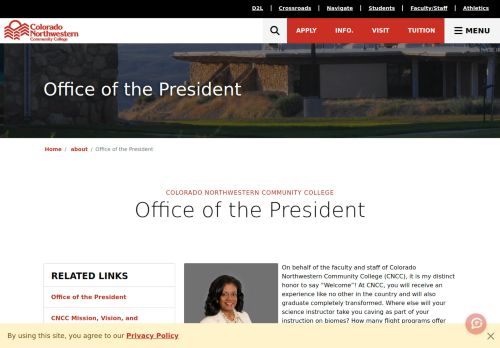 D2L | Crossroads | Navigate | Students | Faculty/Staff | Athletics
Colorado
Northwestern
Community College
APPLY INFO. VISIT TUITION MENU
Office of the President
Home / about / Office of the President
COLORADO NORTHWESTERN COMMUNITY COLLEGE
Office of the President
RELATED LINKS
Office of the President
CNCC Mission, Vision, and
On behalf of the faculty and staff of Colorado
Northwestern Community College (CNCC), it is my distinct
honor to say "Welcome"! At CNCC, you will receive an
experience like no other in the country and will also
graduate completely transformed. Where else will your
science instructor take you caving as part of your
instruction on biomes? How many flight programs offer
By using this site, you agree to our Privacy Policy
×